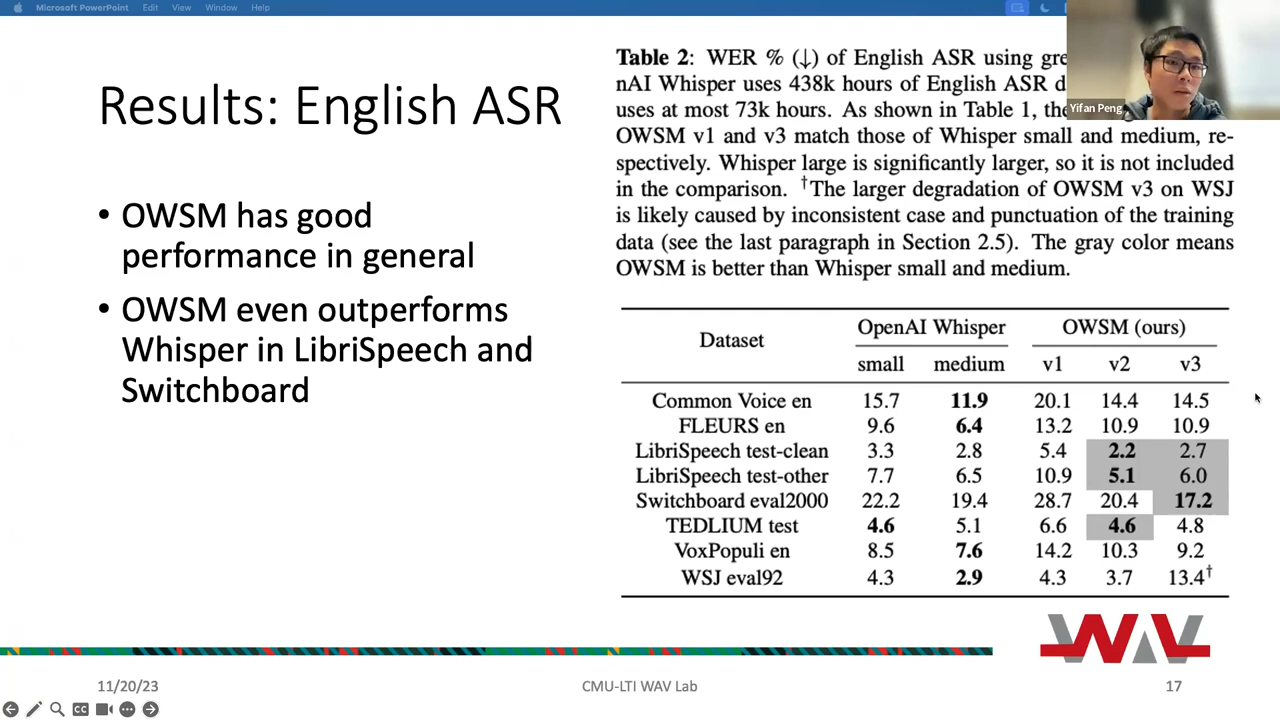 Microsoft PowerPoint Edit View Window Help
Yifan Peng
Results: English ASR
• OWSM has good
performance in general
• OWSM even outperforms
Whisper in LibriSpeech and
Switchboard
Table 2: WER % (↓) of English ASR using
nAI Whisper uses 438k hours of English ASR
uses at most 73k hours. As shown in Table 1,
OWSM v1 and v3 match those of Whisper small and medium, re-
spectively. Whisper large is significantly larger, so it is not included
in the comparison. †The larger degradation of OWSM v3 on WSJ
is likely caused by inconsistent case and punctuation of the training
data (see the last paragraph in Section 2.5). The gray color means
OWSM is better than Whisper small and medium.
Dataset OpenAI Whisper OWSM (ours)
small medium v1 v2 v3
Common Voice en 15.7 11.9 20.1 14.4 14.5
FLEURS en 9.6 6.4 13.2 10.9 10.9
LibriSpeech test-clean 3.3 2.8 5.4 2.2 2.7
LibriSpeech test-other 7.7 6.5 10.9 5.1 6.0
Switchboard eval2000 22.2 19.4 28.7 20.4 17.2
TEDLIUM test 4.6 5.1 6.6 4.6 4.8
VoxPopuli en 8.5 7.6 14.2 10.3 9.2
WSJ eval92 4.3 2.9 4.3 3.7 13.4†
WAV
11/20/23 CMU-LTI WAV Lab 17
CC